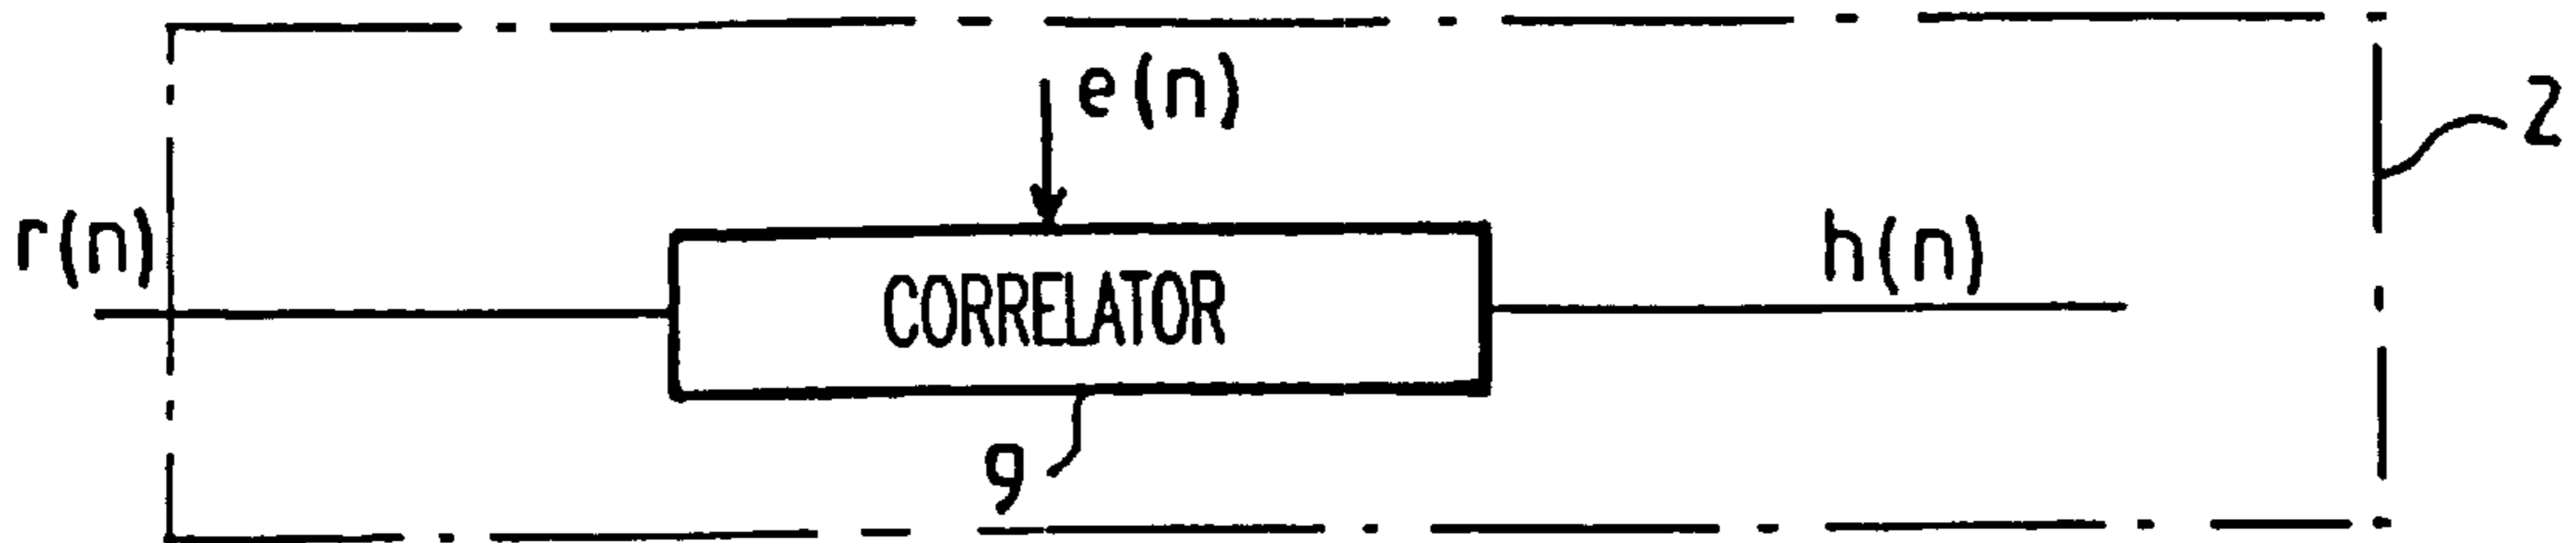 e(n)
2
r(n)
h(n)
CORRELATOR
9